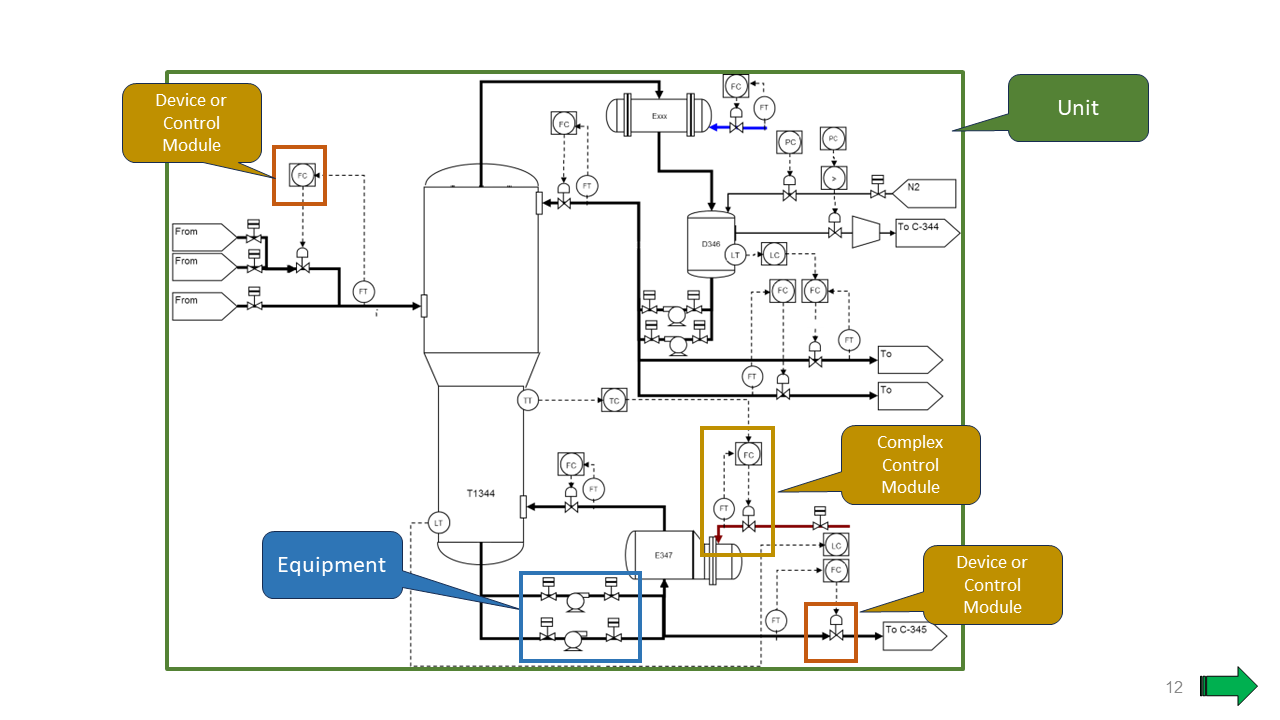 Device or
Control
Module
Unit
FC
FT
Exxx
FC
FT
PC
PC
>
N2
FC
From
From
From
FT
D346
LT
LC
To C-344
FC
FC
FT
FT
To
To
TT
TC
Complex
Control
Module
FC
FC
FT
FT
T1344
LT
E347
LC
FC
Equipment
Device or
Control
Module
FT
To C-345
12